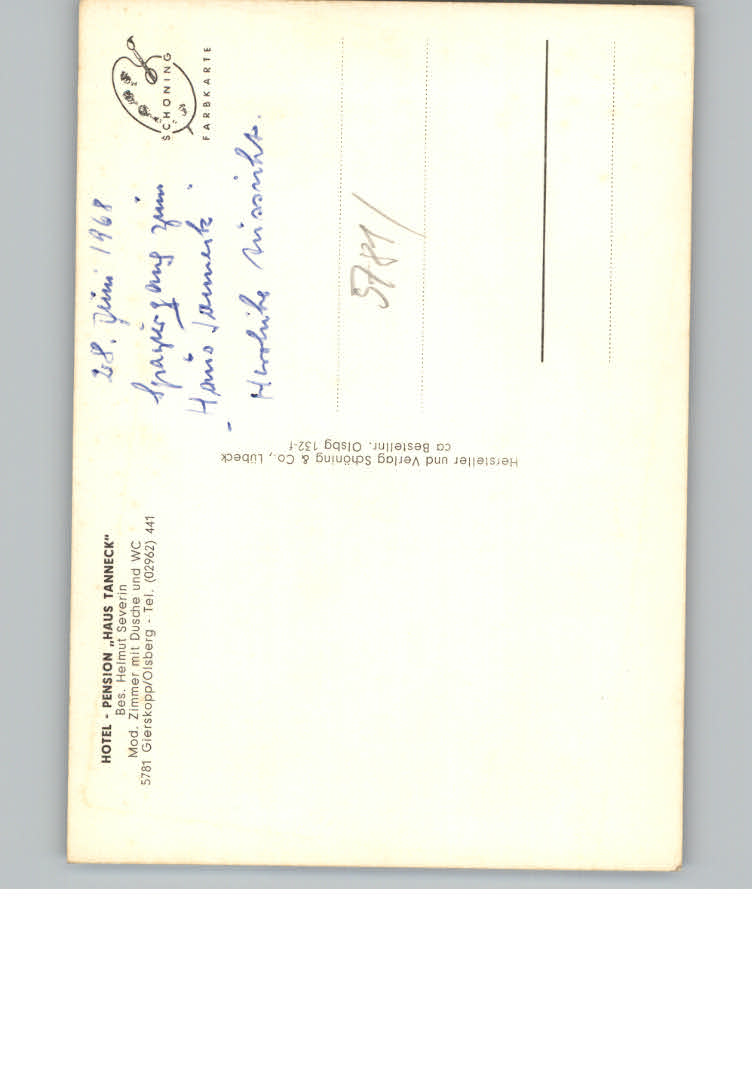 HOTEL - PENSION „HAUS TANNECK"
Bes. Helmut Severin
Mod. Zimmer mit Dusche und WC
5781 Gierskopp/Olsberg - Tel. (02962) 441
Hersteller und Verlag Schöning & Co., Lübeck
ca Bestellnr. Olsbg 132-f
SCHÖNING
FARBKARTE
28. Juni 1968
Spaziergang zum
Haus Tanneck.
- Herrliche Aussicht.
5781/